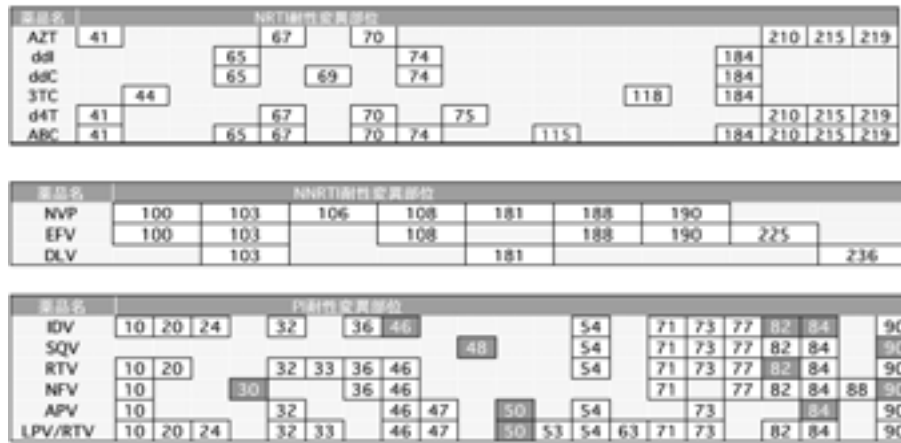 薬品名 NRTI耐性変異部位
AZT 41 67 70 210 215 219
ddI 65 74 184
ddC 65 69 74 184
3TC 44 118 184
d4T 41 67 70 75 210 215 219
ABC 41 65 67 70 74 115 184 210 215 219
薬品名 NNRTI耐性変異部位
NVP 100 103 106 108 181 188 190
EFV 100 103 108 188 190 225
DLV 103 181 236
薬品名 PI耐性変異部位
IDV 10 20 24 32 36 46 54 71 73 77 82 84 90
SQV 48 54 71 73 77 82 84 90
RTV 10 20 32 33 36 46 54 71 73 77 82 84 90
NFV 10 30 36 46 71 77 82 84 88 90
APV 10 32 46 47 50 54 73 84 90
LPV/RTV 10 20 24 32 33 46 47 50 53 54 63 71 73 82 84 90